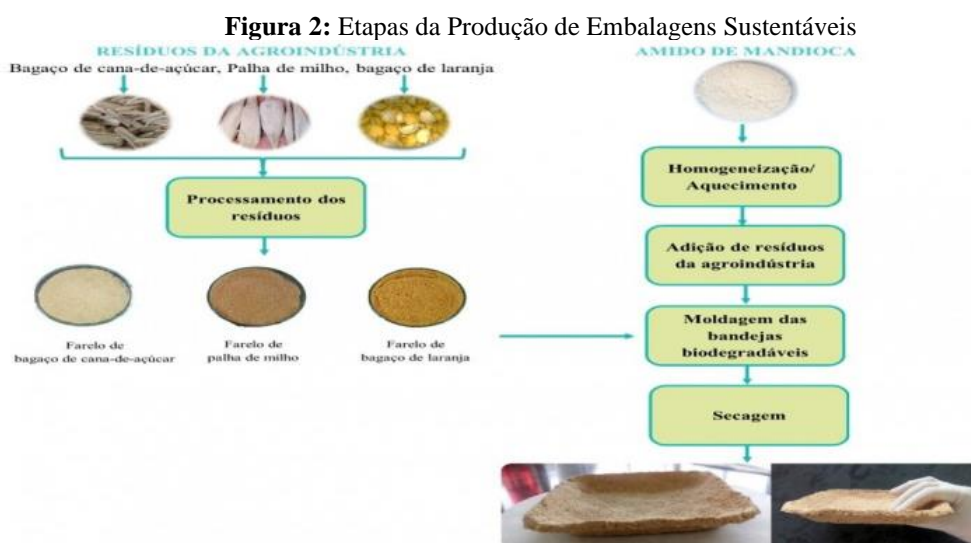 Figura 2: Etapas da Produção de Embalagens Sustentáveis
RESÍDUOS DA AGROINDÚSTRIA
Bagaço de cana-de-açúcar, Palha de milho, bagaço de laranja
Processamento dos
resíduos
Farelo de
bagaço de cana-de-açúcar
Farelo de
palha de milho
Farelo de
bagaço de laranja
AMIDO DE MANDIOCA
Homogeneização/
Aquecimento
Adição de resíduos
da agroindústria
Moldagem das
bandejas
biodegradáveis
Secagem